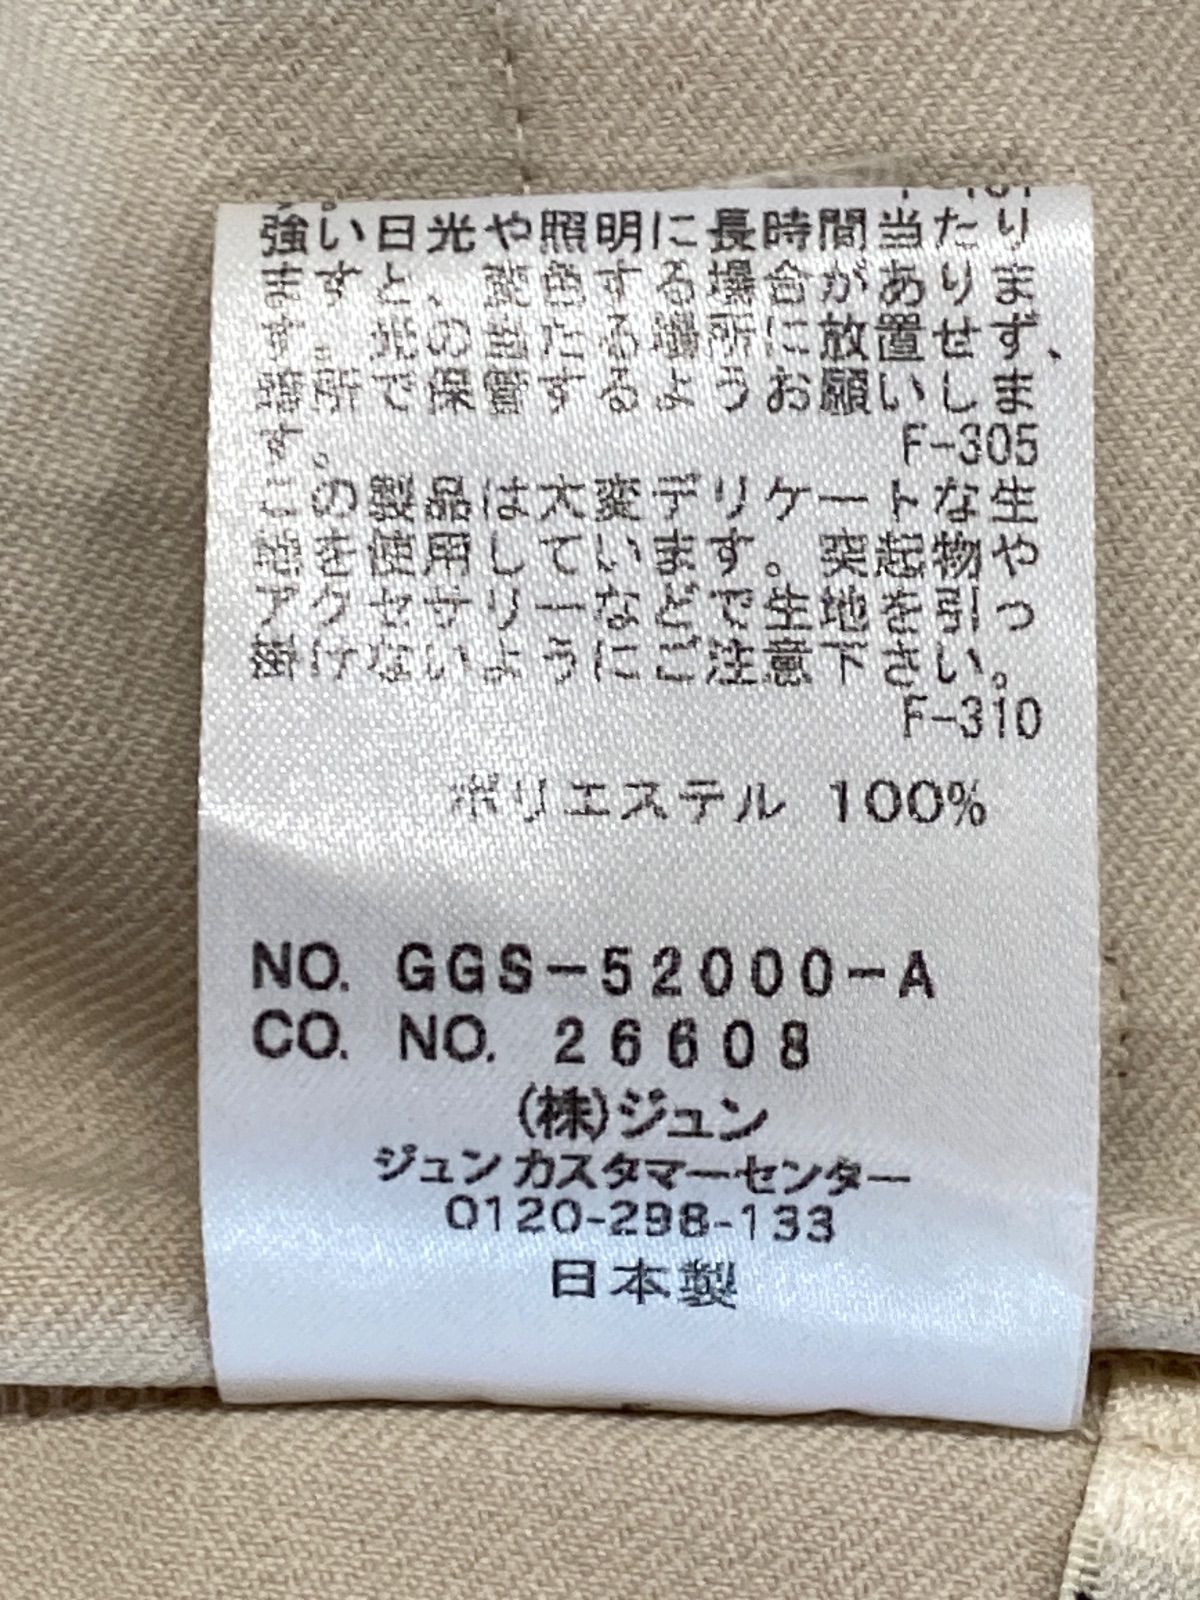 強い日光や照明に長時間当たり
ますと、変色する場合がありま
す。光の当たる場所に放置せず、
暗所で保管するようお願いしま
す。
F-305
この製品は大変デリケートな生
地を使用しています。突起物や
アクセサリーなどで生地を引っ
掛けないようにご注意下さい。
F-310
ポリエステル 100%
NO. GGS-52000-A
CO. NO. 26608
(株)ジュン
ジュン カスタマーセンター
0120-298-133
日本製